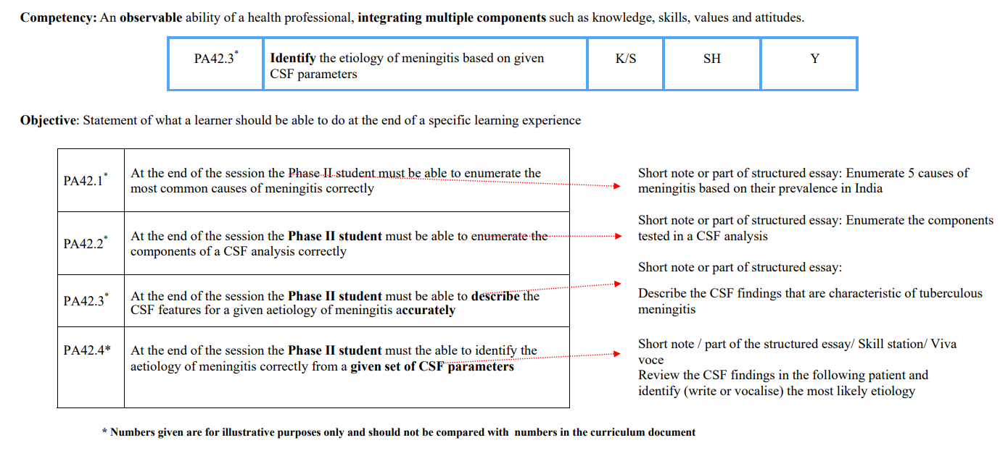 Competency: An observable ability of a health professional, integrating multiple components such as knowledge, skills, values and attitudes.
PA42.3* Identify the etiology of meningitis based on given K/S SH Y
CSF parameters
Objective: Statement of what a learner should be able to do at the end of a specific learning experience
PA42.1*
At the end of the session the Phase II student must be able to enumerate the
most common causes of meningitis correctly
Short note or part of structured essay: Enumerate 5 causes of
meningitis based on their prevalence in India
PA42.2*
At the end of the session the Phase II student must be able to enumerate the
components of a CSF analysis correctly
Short note or part of structured essay: Enumerate the components
tested in a CSF analysis
PA42.3*
At the end of the session the Phase II student must be able to describe the
CSF features for a given aetiology of meningitis accurately
Short note or part of structured essay:
Describe the CSF findings that are characteristic of tuberculous
meningitis
PA42.4*
At the end of the session the Phase II student must the able to identify the
aetiology of meningitis correctly from a given set of CSF parameters
Short note / part of the structured essay/ Skill station/ Viva
voce
Review the CSF findings in the following patient and
identify (write or vocalise) the most likely etiology
* Numbers given are for illustrative purposes only and should not be compared with numbers in the curriculum document